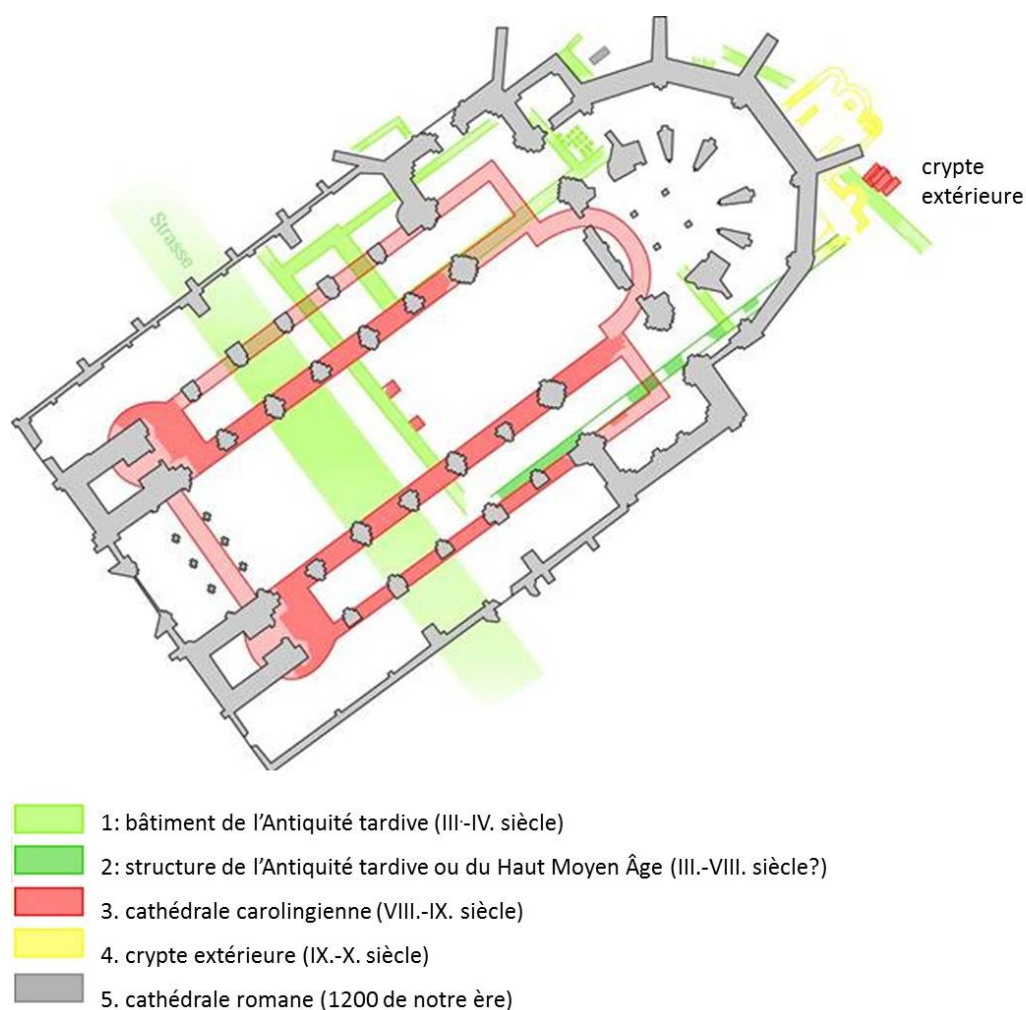 Strasse
crypte
extérieure
1: bâtiment de l'Antiquité tardive (III·-IV. siècle)
2: structure de l'Antiquité tardive ou du Haut Moyen Âge (III.-VIII. siècle?)
3. cathédrale carolingienne (VIII.-IX. siècle)
4. crypte extérieure (IX.-X. siècle)
5. cathédrale romane (1200 de notre ère)